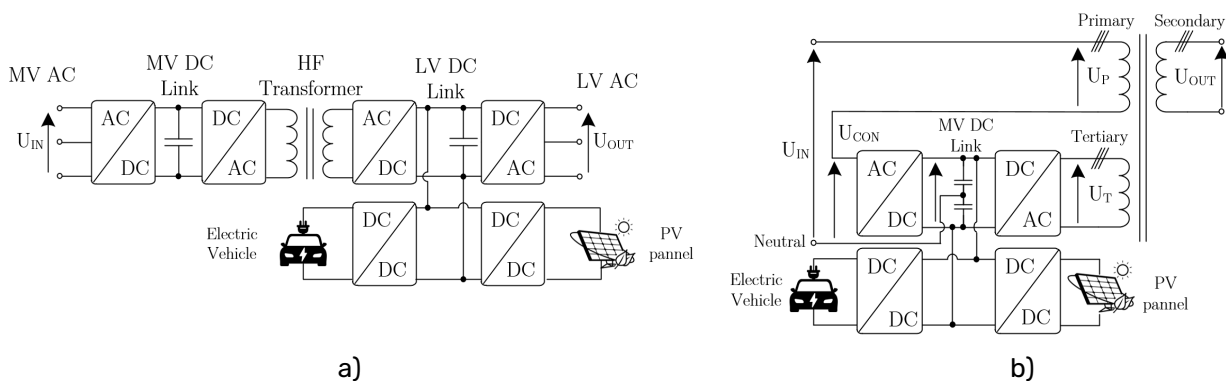 MV AC
MV DC
Link
HF
Transformer
LV DC
Link
LV AC
U_IN
AC
DC
DC
AC
AC
DC
DC
AC
U_OUT
Electric
Vehicle
DC
DC
DC
DC
PV
pannel
a)
Primary
Secondary
U_P
U_OUT
U_IN
U_CON
MV DC
Link
Tertiary
AC
DC
DC
AC
U_T
Neutral
Electric
Vehicle
DC
DC
DC
DC
PV
pannel
b)